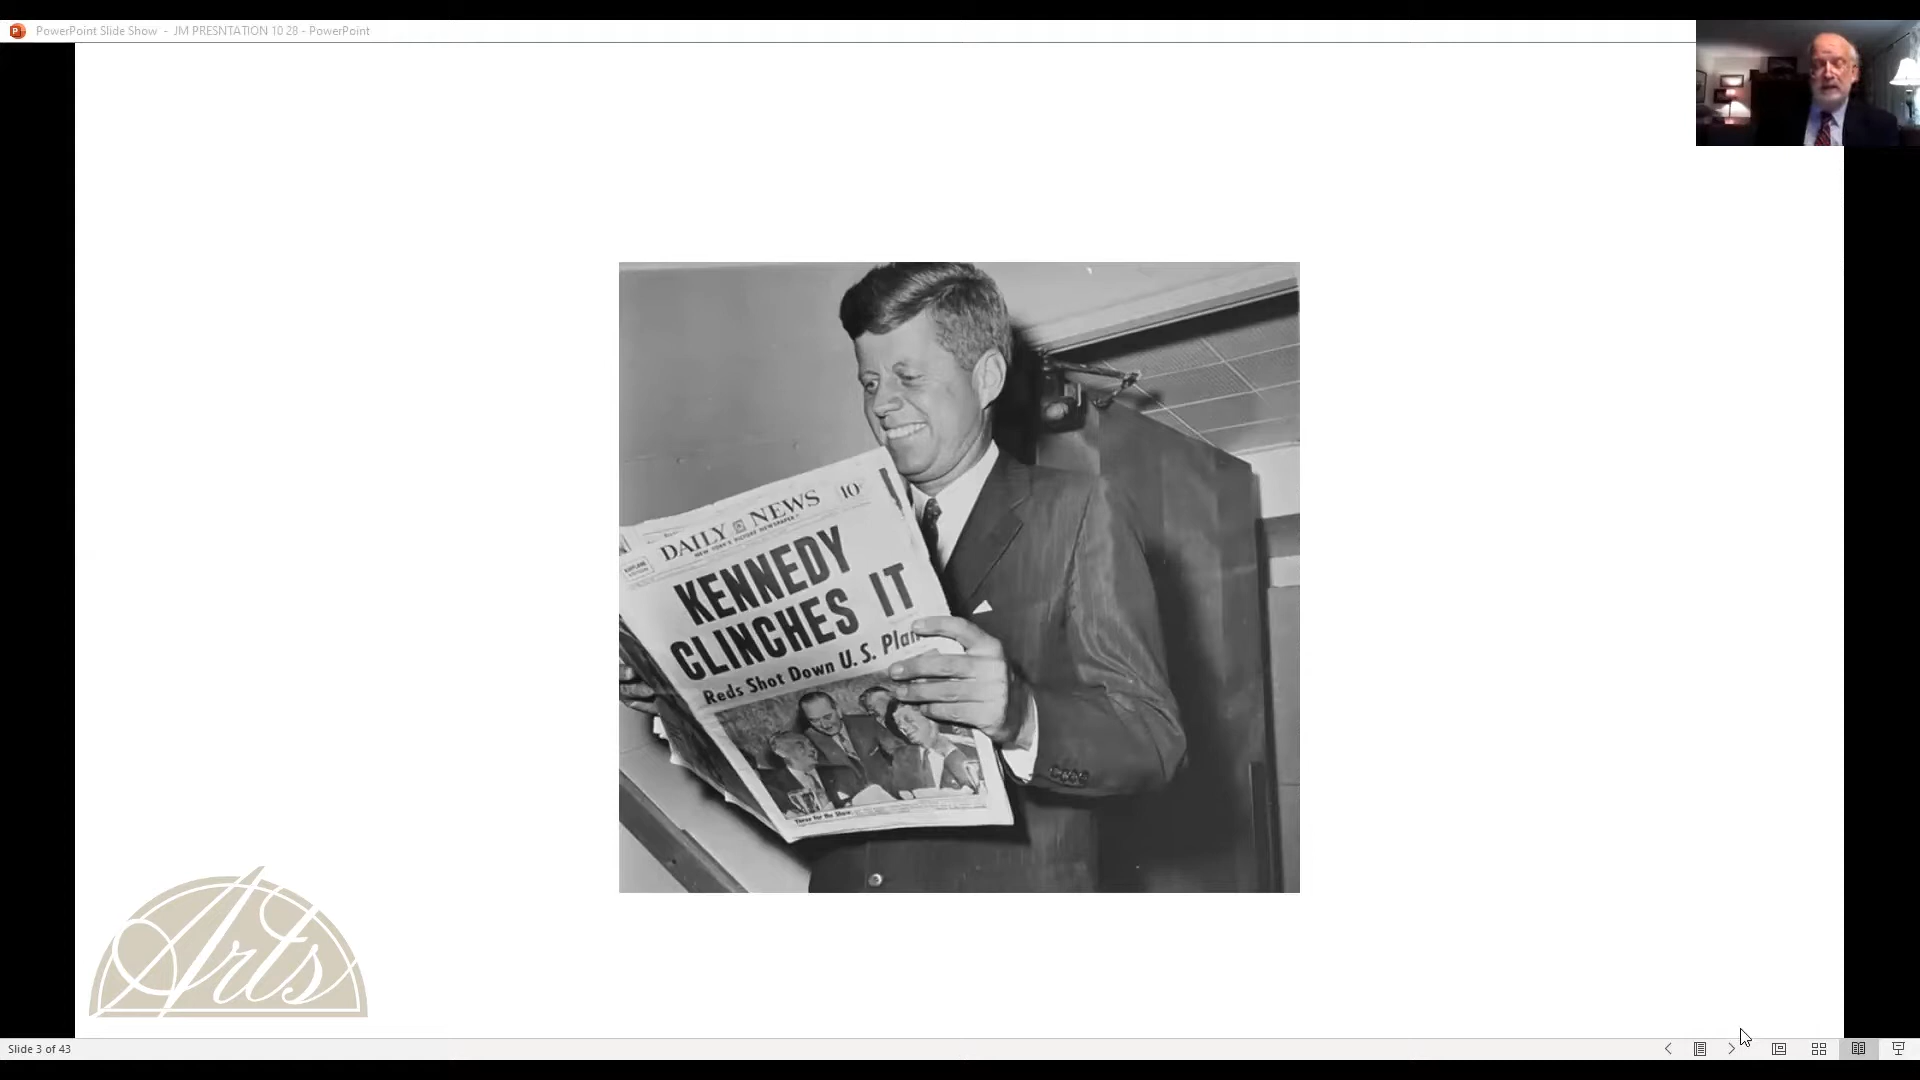 PowerPoint Slide Show - JM PRESNTATION 10 28 - PowerPoint
DAILY NEWS 10¢
NEW YORK'S PICTURE NEWSPAPER
KENNEDY
CLINCHES IT
Reds Shot Down U. S. Plan
Arts
Slide 3 of 43